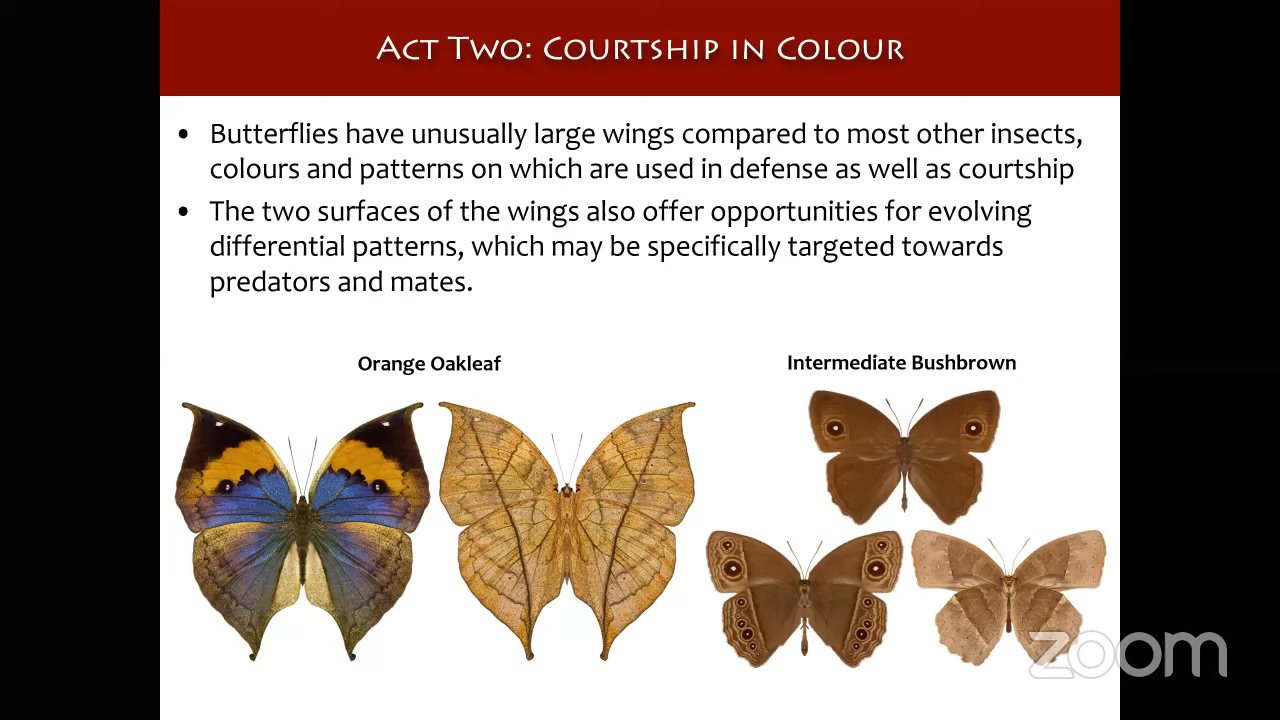 Act Two: Courtship in Colour
• Butterflies have unusually large wings compared to most other insects,
colours and patterns on which are used in defense as well as courtship
• The two surfaces of the wings also offer opportunities for evolving
differential patterns, which may be specifically targeted towards
predators and mates.
Orange Oakleaf
Intermediate Bushbrown
zoom